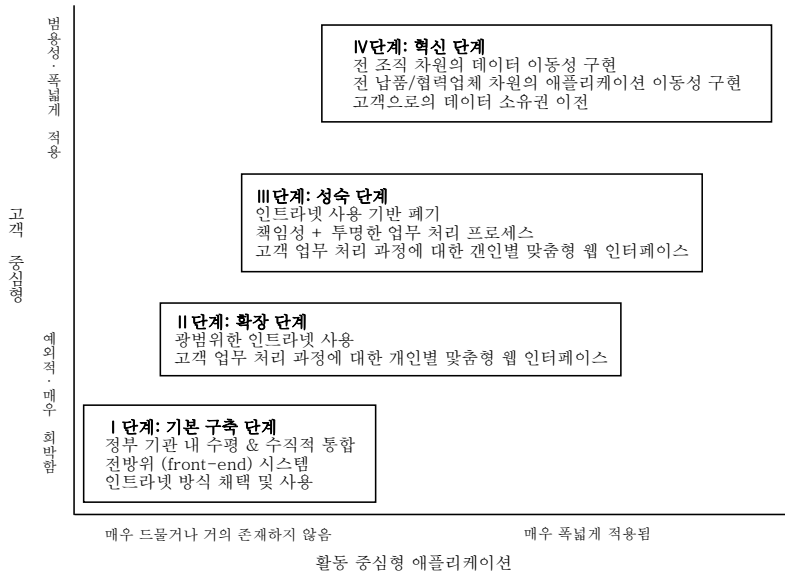 범용성·폭넓게 적용
고객 중심형
예외적·매우 희박함
Ⅳ단계: 혁신 단계
전 조직 차원의 데이터 이동성 구현
전 납품/협력업체 차원의 애플리케이션 이동성 구현
고객으로의 데이터 소유권 이전
Ⅲ단계: 성숙 단계
인트라넷 사용 기반 폐기
책임성 + 투명한 업무 처리 프로세스
고객 업무 처리 과정에 대한 갠인별 맞춤형 웹 인터페이스
Ⅱ단계: 확장 단계
광범위한 인트라넷 사용
고객 업무 처리 과정에 대한 개인별 맞춤형 웹 인터페이스
Ⅰ단계: 기본 구축 단계
정부 기관 내 수평 & 수직적 통합
전방위 (front-end) 시스템
인트라넷 방식 채택 및 사용
매우 드물거나 거의 존재하지 않음
매우 폭넓게 적용됨
활동 중심형 애플리케이션